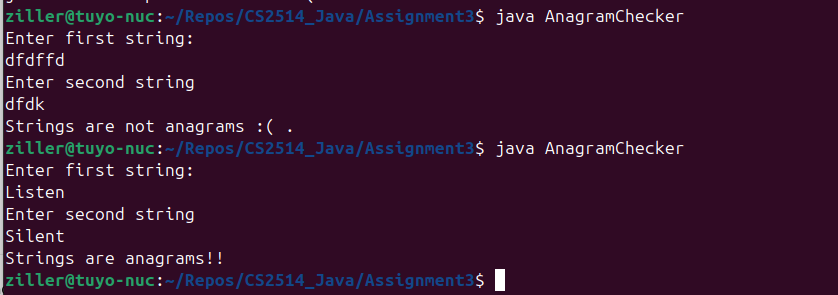 ziller@tuyo-nuc:~/Repos/CS2514_Java/Assignment3$ java AnagramChecker
Enter first string:
dfdffd
Enter second string
dfdk
Strings are not anagrams :( .
ziller@tuyo-nuc:~/Repos/CS2514_Java/Assignment3$ java AnagramChecker
Enter first string:
Listen
Enter second string
Silent
Strings are anagrams!!
ziller@tuyo-nuc:~/Repos/CS2514_Java/Assignment3$